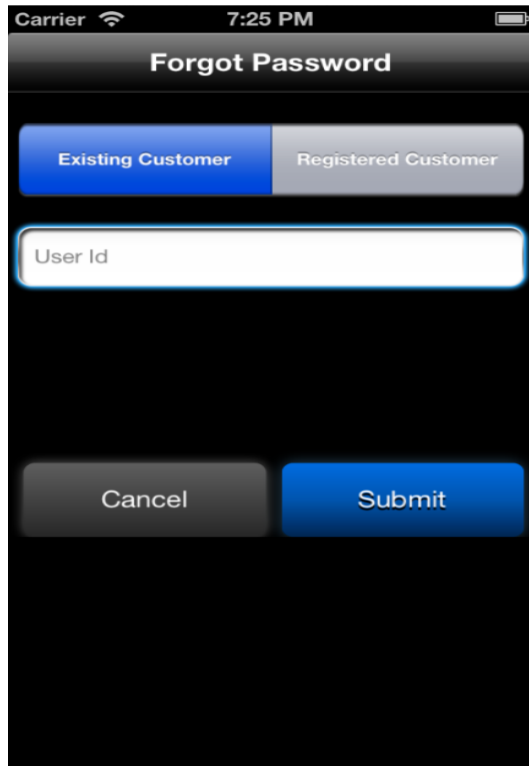 Carrier 7:25 PM
Forgot Password
Existing Customer Registered Customer
User Id
Cancel Submit